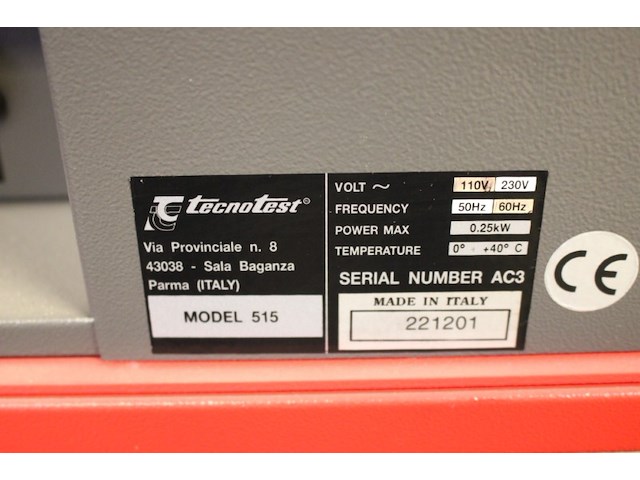 TECNOTEST®
Via Provinciale n. 8
43038 - Sala Baganza
Parma (ITALY)
MODEL 515
VOLT ~ 110V 230V
FREQUENCY 50Hz 60Hz
POWER MAX 0.25kW
TEMPERATURE 0° - +40° C
SERIAL NUMBER AC3
MADE IN ITALY
221201
CE